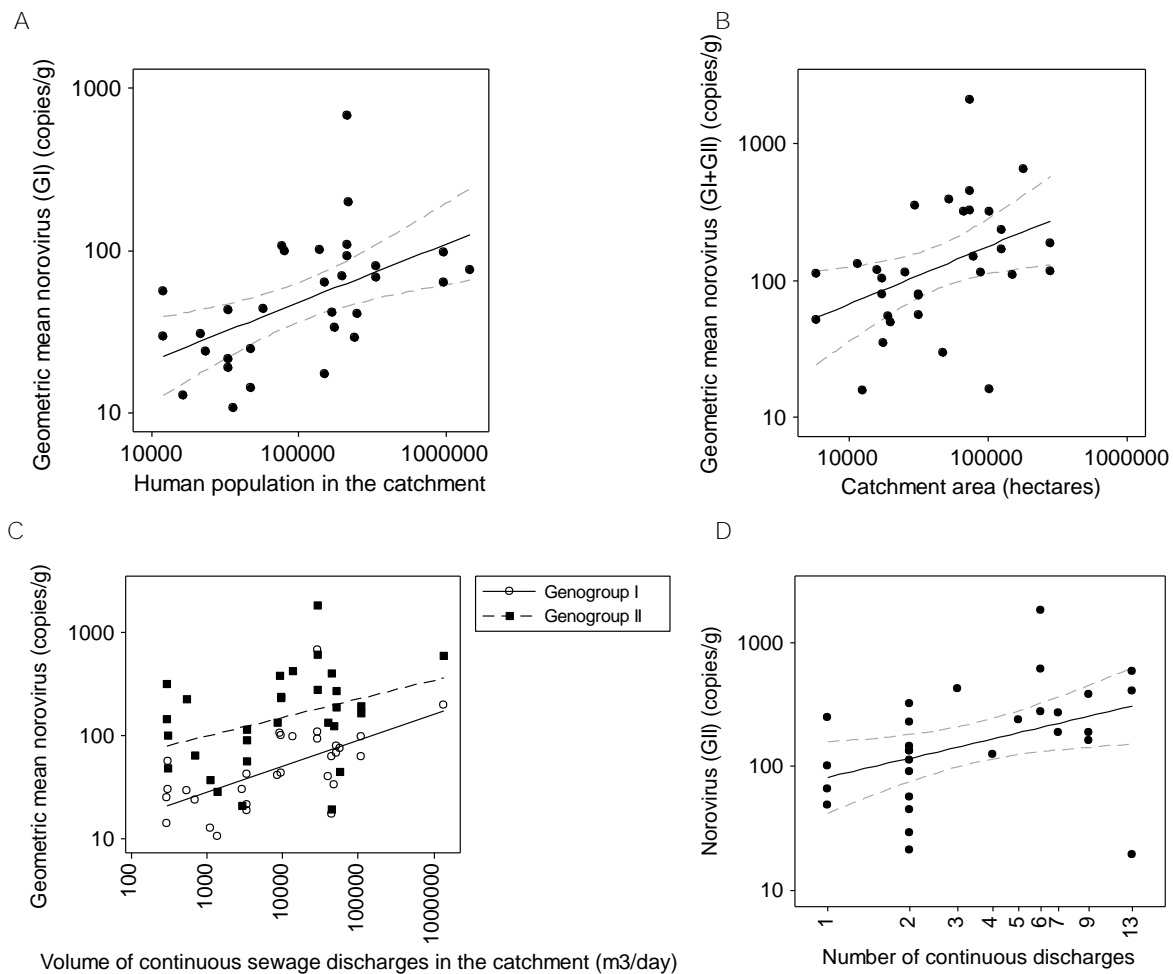 A
Geometric mean norovirus (GI) (copies/g)
1000
100
10
10000 100000 1000000
Human population in the catchment
B
Geometric mean norovirus (GI+GII) (copies/g)
1000
100
10
10000 100000 1000000
Catchment area (hectares)
C
Genogroup I
Genogroup II
Geometric mean norovirus (copies/g)
1000
100
10
100 1000 10000 100000 1000000
Volume of continuous sewage discharges in the catchment (m3/day)
D
Norovirus (GII) (copies/g)
1000
100
10
1 2 3 4 5 6 7 9 13
Number of continuous discharges